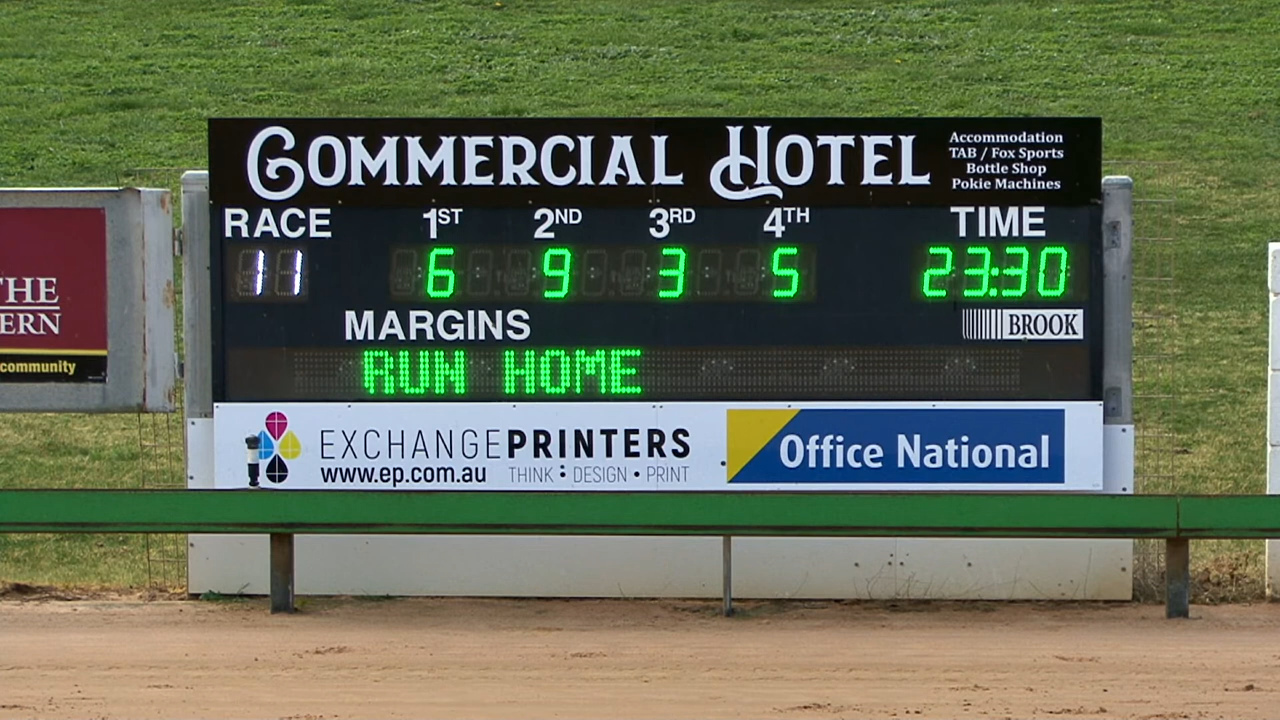 COMMERCIAL HOTEL
Accommodation
TAB / Fox Sports
Bottle Shop
Pokie Machines
RACE 1ST 2ND 3RD 4TH TIME
11 6 9 3 5 23:30
MARGINS
BROOK
RUN HOME
THE
ERN
community
EXCHANGEPRINTERS
www.ep.com.au THINK : DESIGN • PRINT
Office National